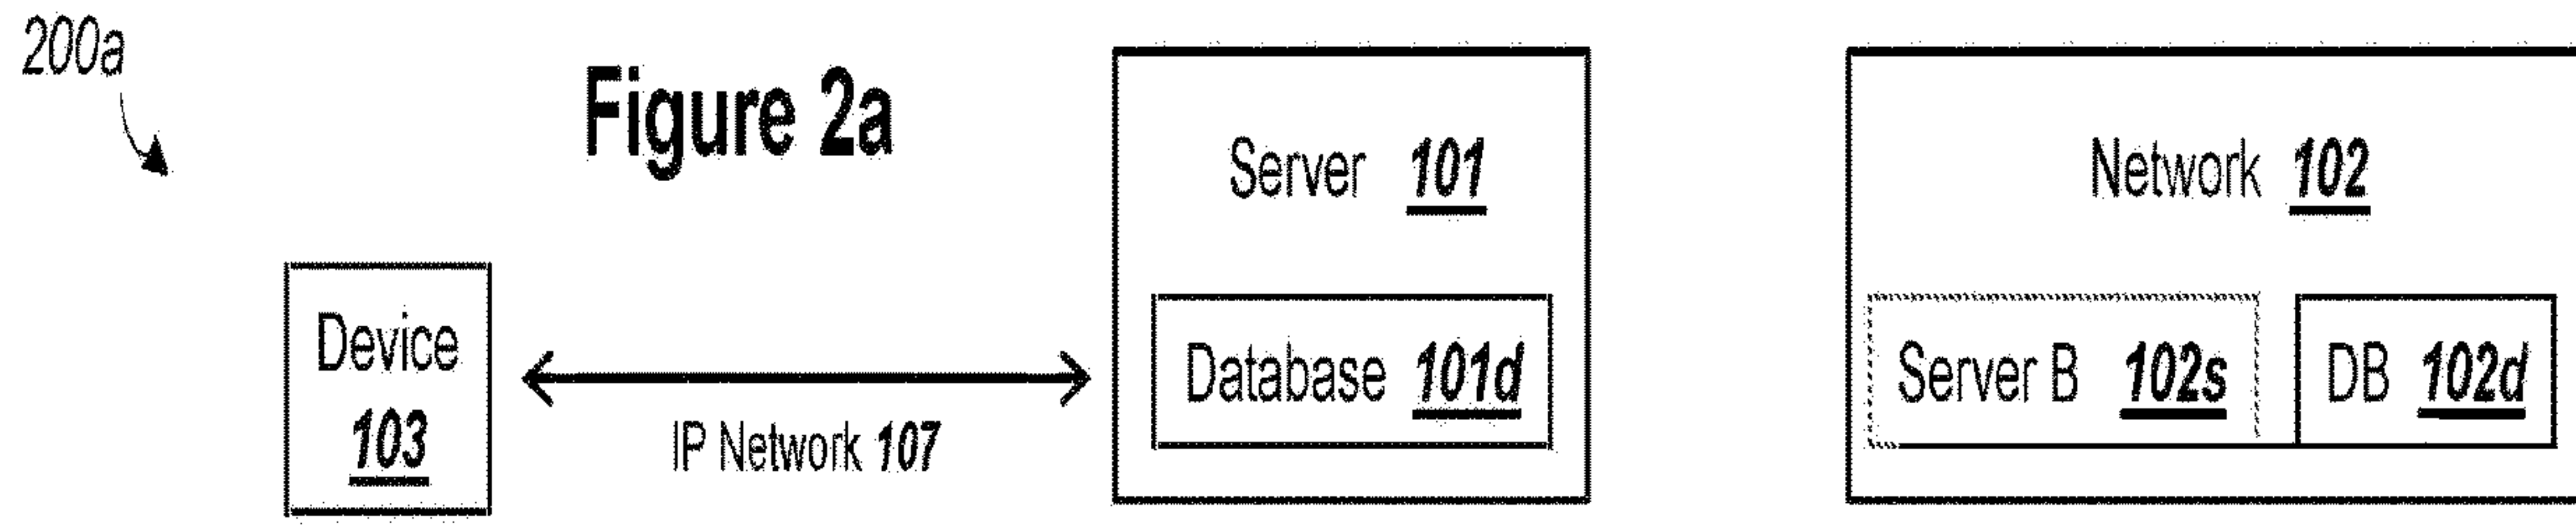 200a
Figure 2a
Server 101
Network 102
Device
103
IP Network 107
Database 101d
Server B 102s
DB 102d